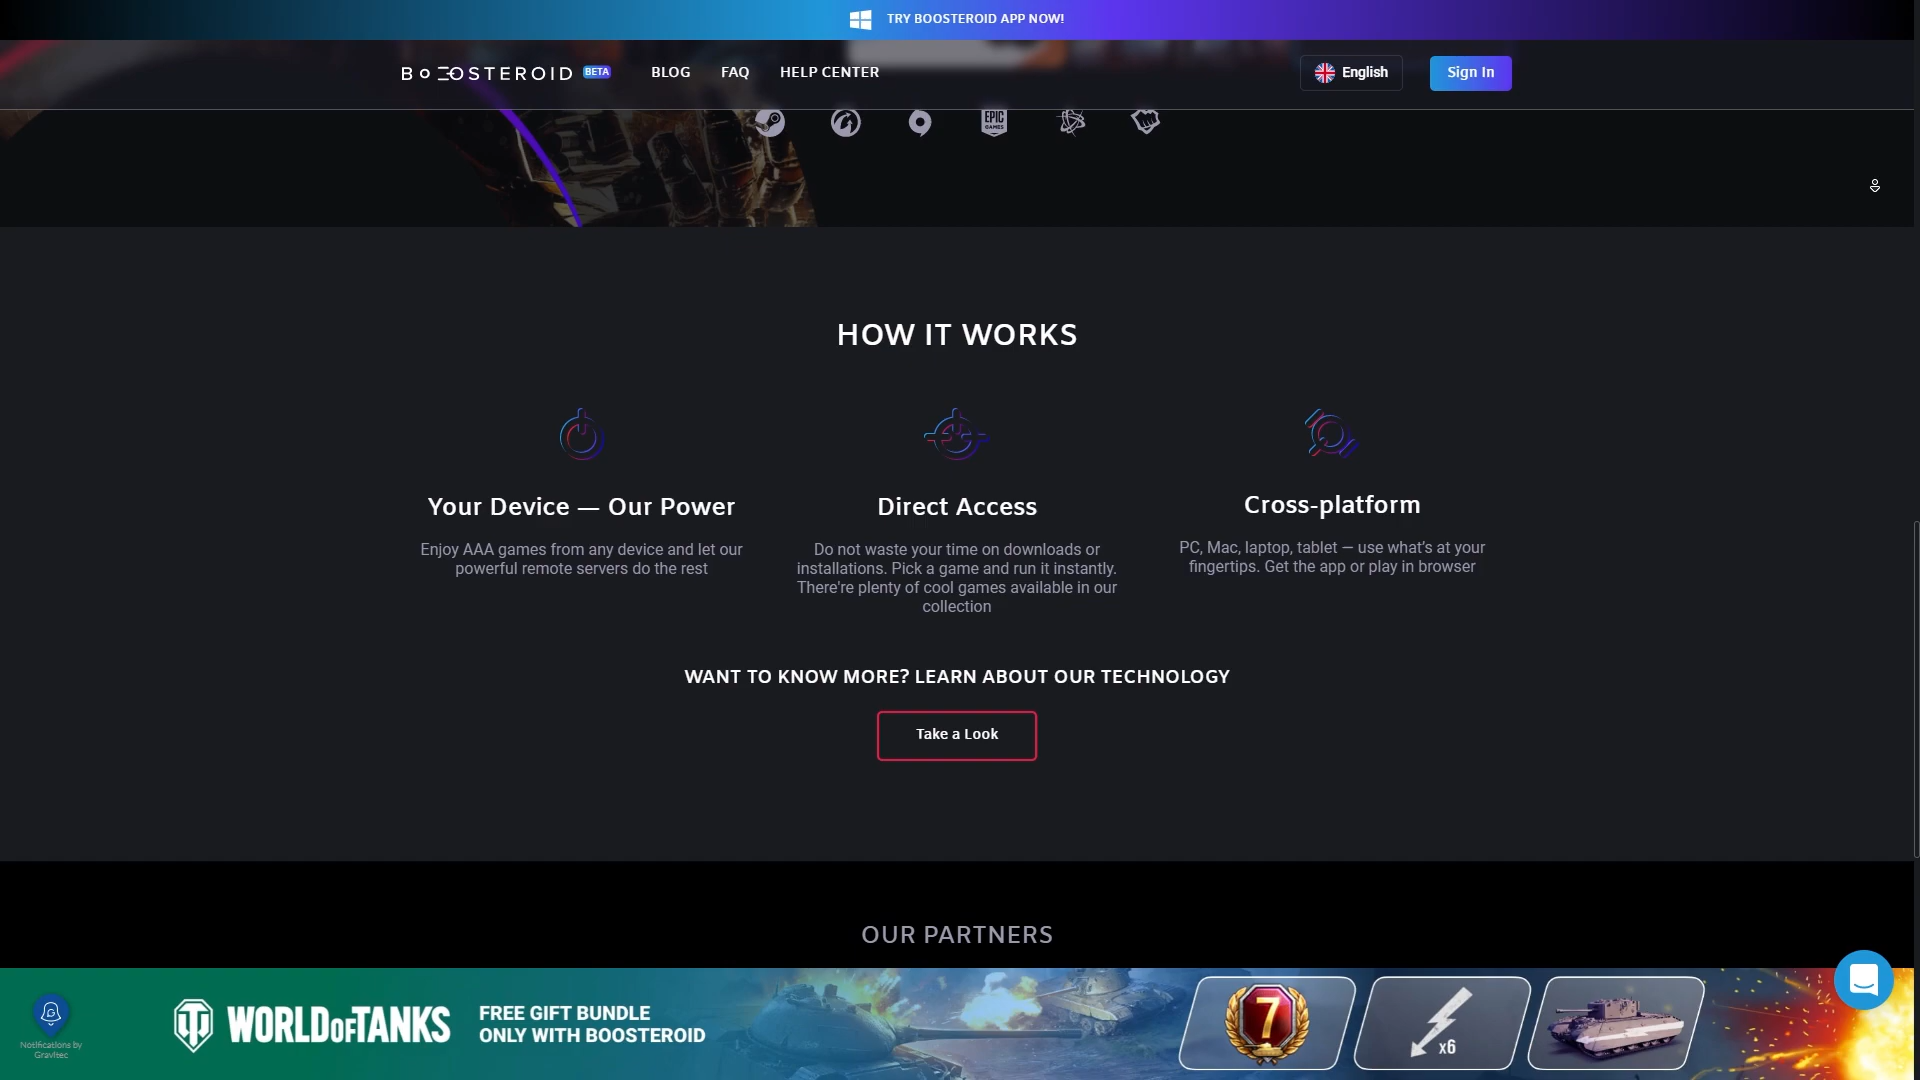 TRY BOOSTEROID APP NOW!
BOOSTEROID BETA
BLOG
FAQ
HELP CENTER
English
Sign In
EPIC
GAMES
HOW IT WORKS
Your Device — Our Power
Enjoy AAA games from any device and let our
powerful remote servers do the rest
Direct Access
Do not waste your time on downloads or
installations. Pick a game and run it instantly.
There're plenty of cool games available in our
collection
Cross-platform
PC, Mac, laptop, tablet — use what's at your
fingertips. Get the app or play in browser
WANT TO KNOW MORE? LEARN ABOUT OUR TECHNOLOGY
Take a Look
OUR PARTNERS
Notifications by
Gravitec
WORLD OF TANKS
FREE GIFT BUNDLE
ONLY WITH BOOSTEROID
7
x6